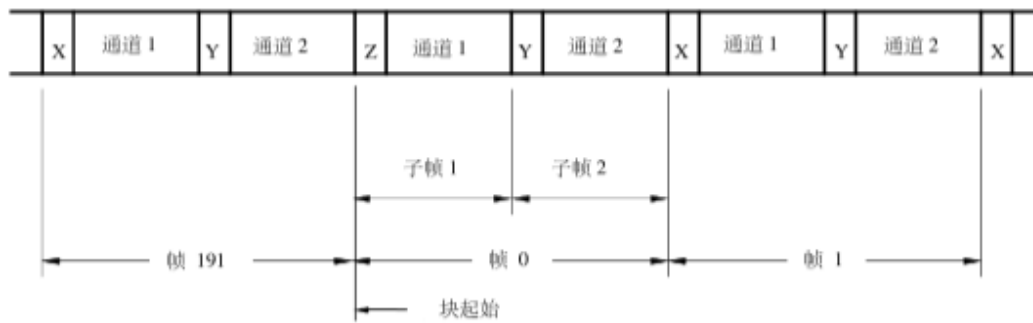 X 通道 1 Y 通道 2 Z 通道 1 Y 通道 2 X 通道 1 Y 通道 2 X
子帧 1 子帧 2
帧 191 帧 0 帧 1
块起始